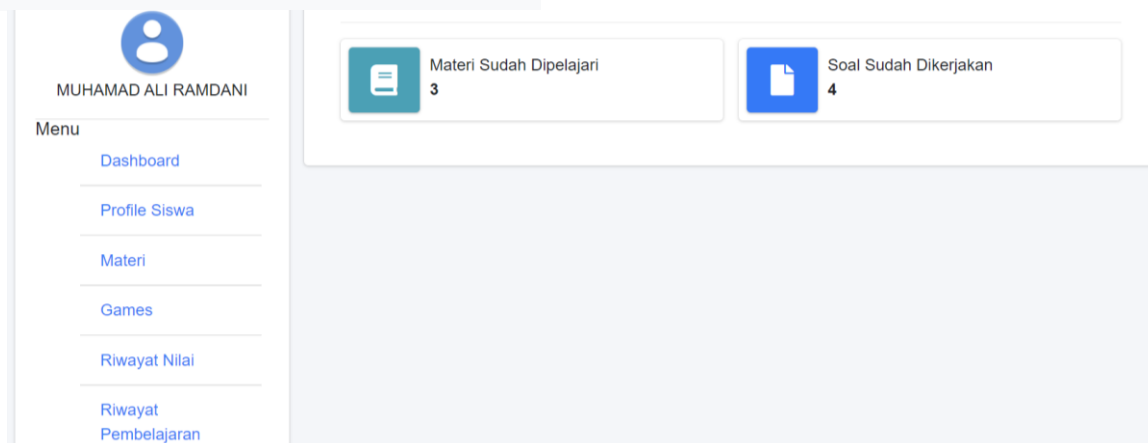 MUHAMAD ALI RAMDANI
Menu
Dashboard
Profile Siswa
Materi
Games
Riwayat Nilai
Riwayat
Pembelajaran
Materi Sudah Dipelajari
3
Soal Sudah Dikerjakan
4